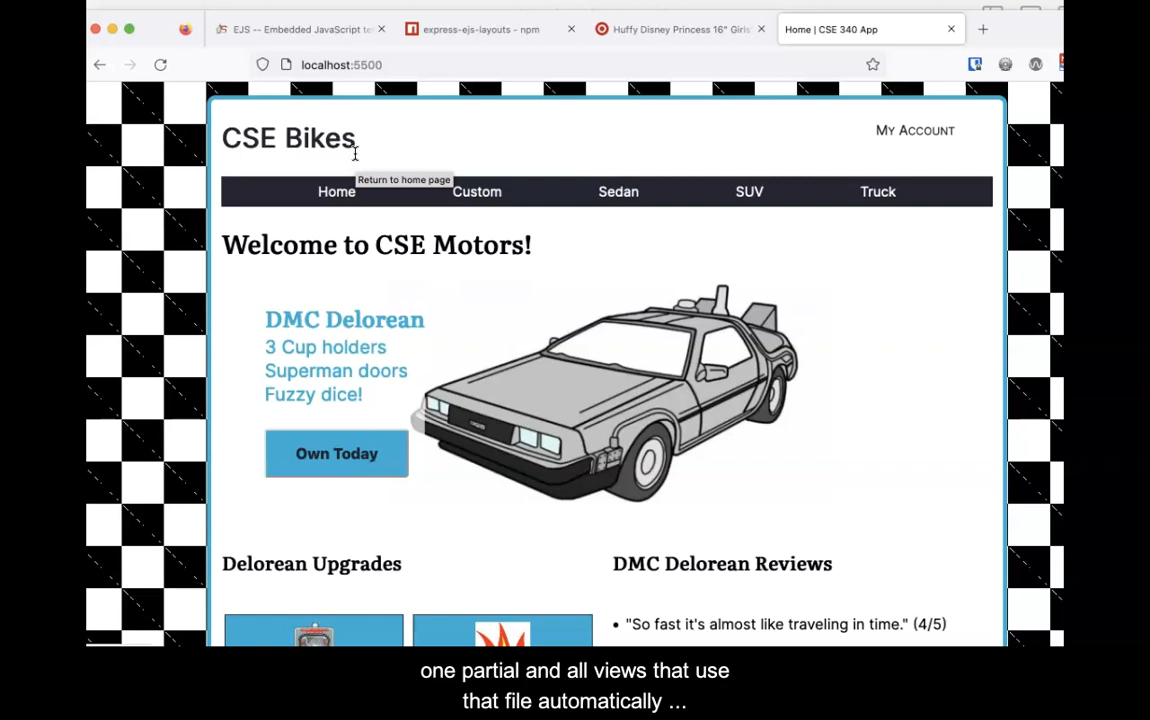 EJS -- Embedded JavaScript te
express-ejs-layouts - npm
Huffy Disney Princess 16" Girls'
Home | CSE 340 App
localhost:5500
CSE Bikes
MY ACCOUNT
Return to home page
Home Custom Sedan SUV Truck
Welcome to CSE Motors!
DMC Delorean
3 Cup holders
Superman doors
Fuzzy dice!
Own Today
Delorean Upgrades
DMC Delorean Reviews
• "So fast it's almost like traveling in time." (4/5)
one partial and all views that use
that file automatically ...